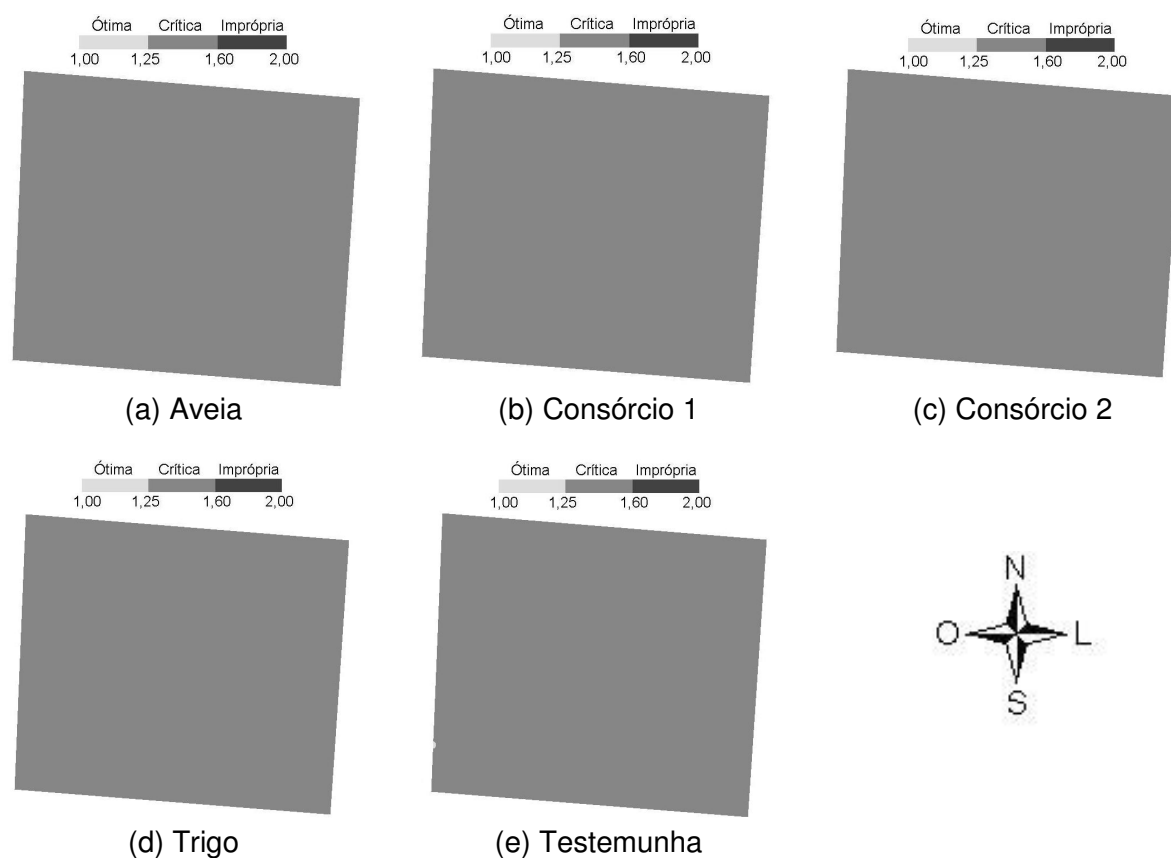 Ótima Crítica Imprópria
1,00 1,25 1,60 2,00
Ótima Crítica Imprópria
1,00 1,25 1,60 2,00
Ótima Crítica Imprópria
1,00 1,25 1,60 2,00
(a) Aveia
(b) Consórcio 1
(c) Consórcio 2
Ótima Crítica Imprópria
1,00 1,25 1,60 2,00
Ótima Crítica Imprópria
1,00 1,25 1,60 2,00
N
O L
S
(d) Trigo
(e) Testemunha